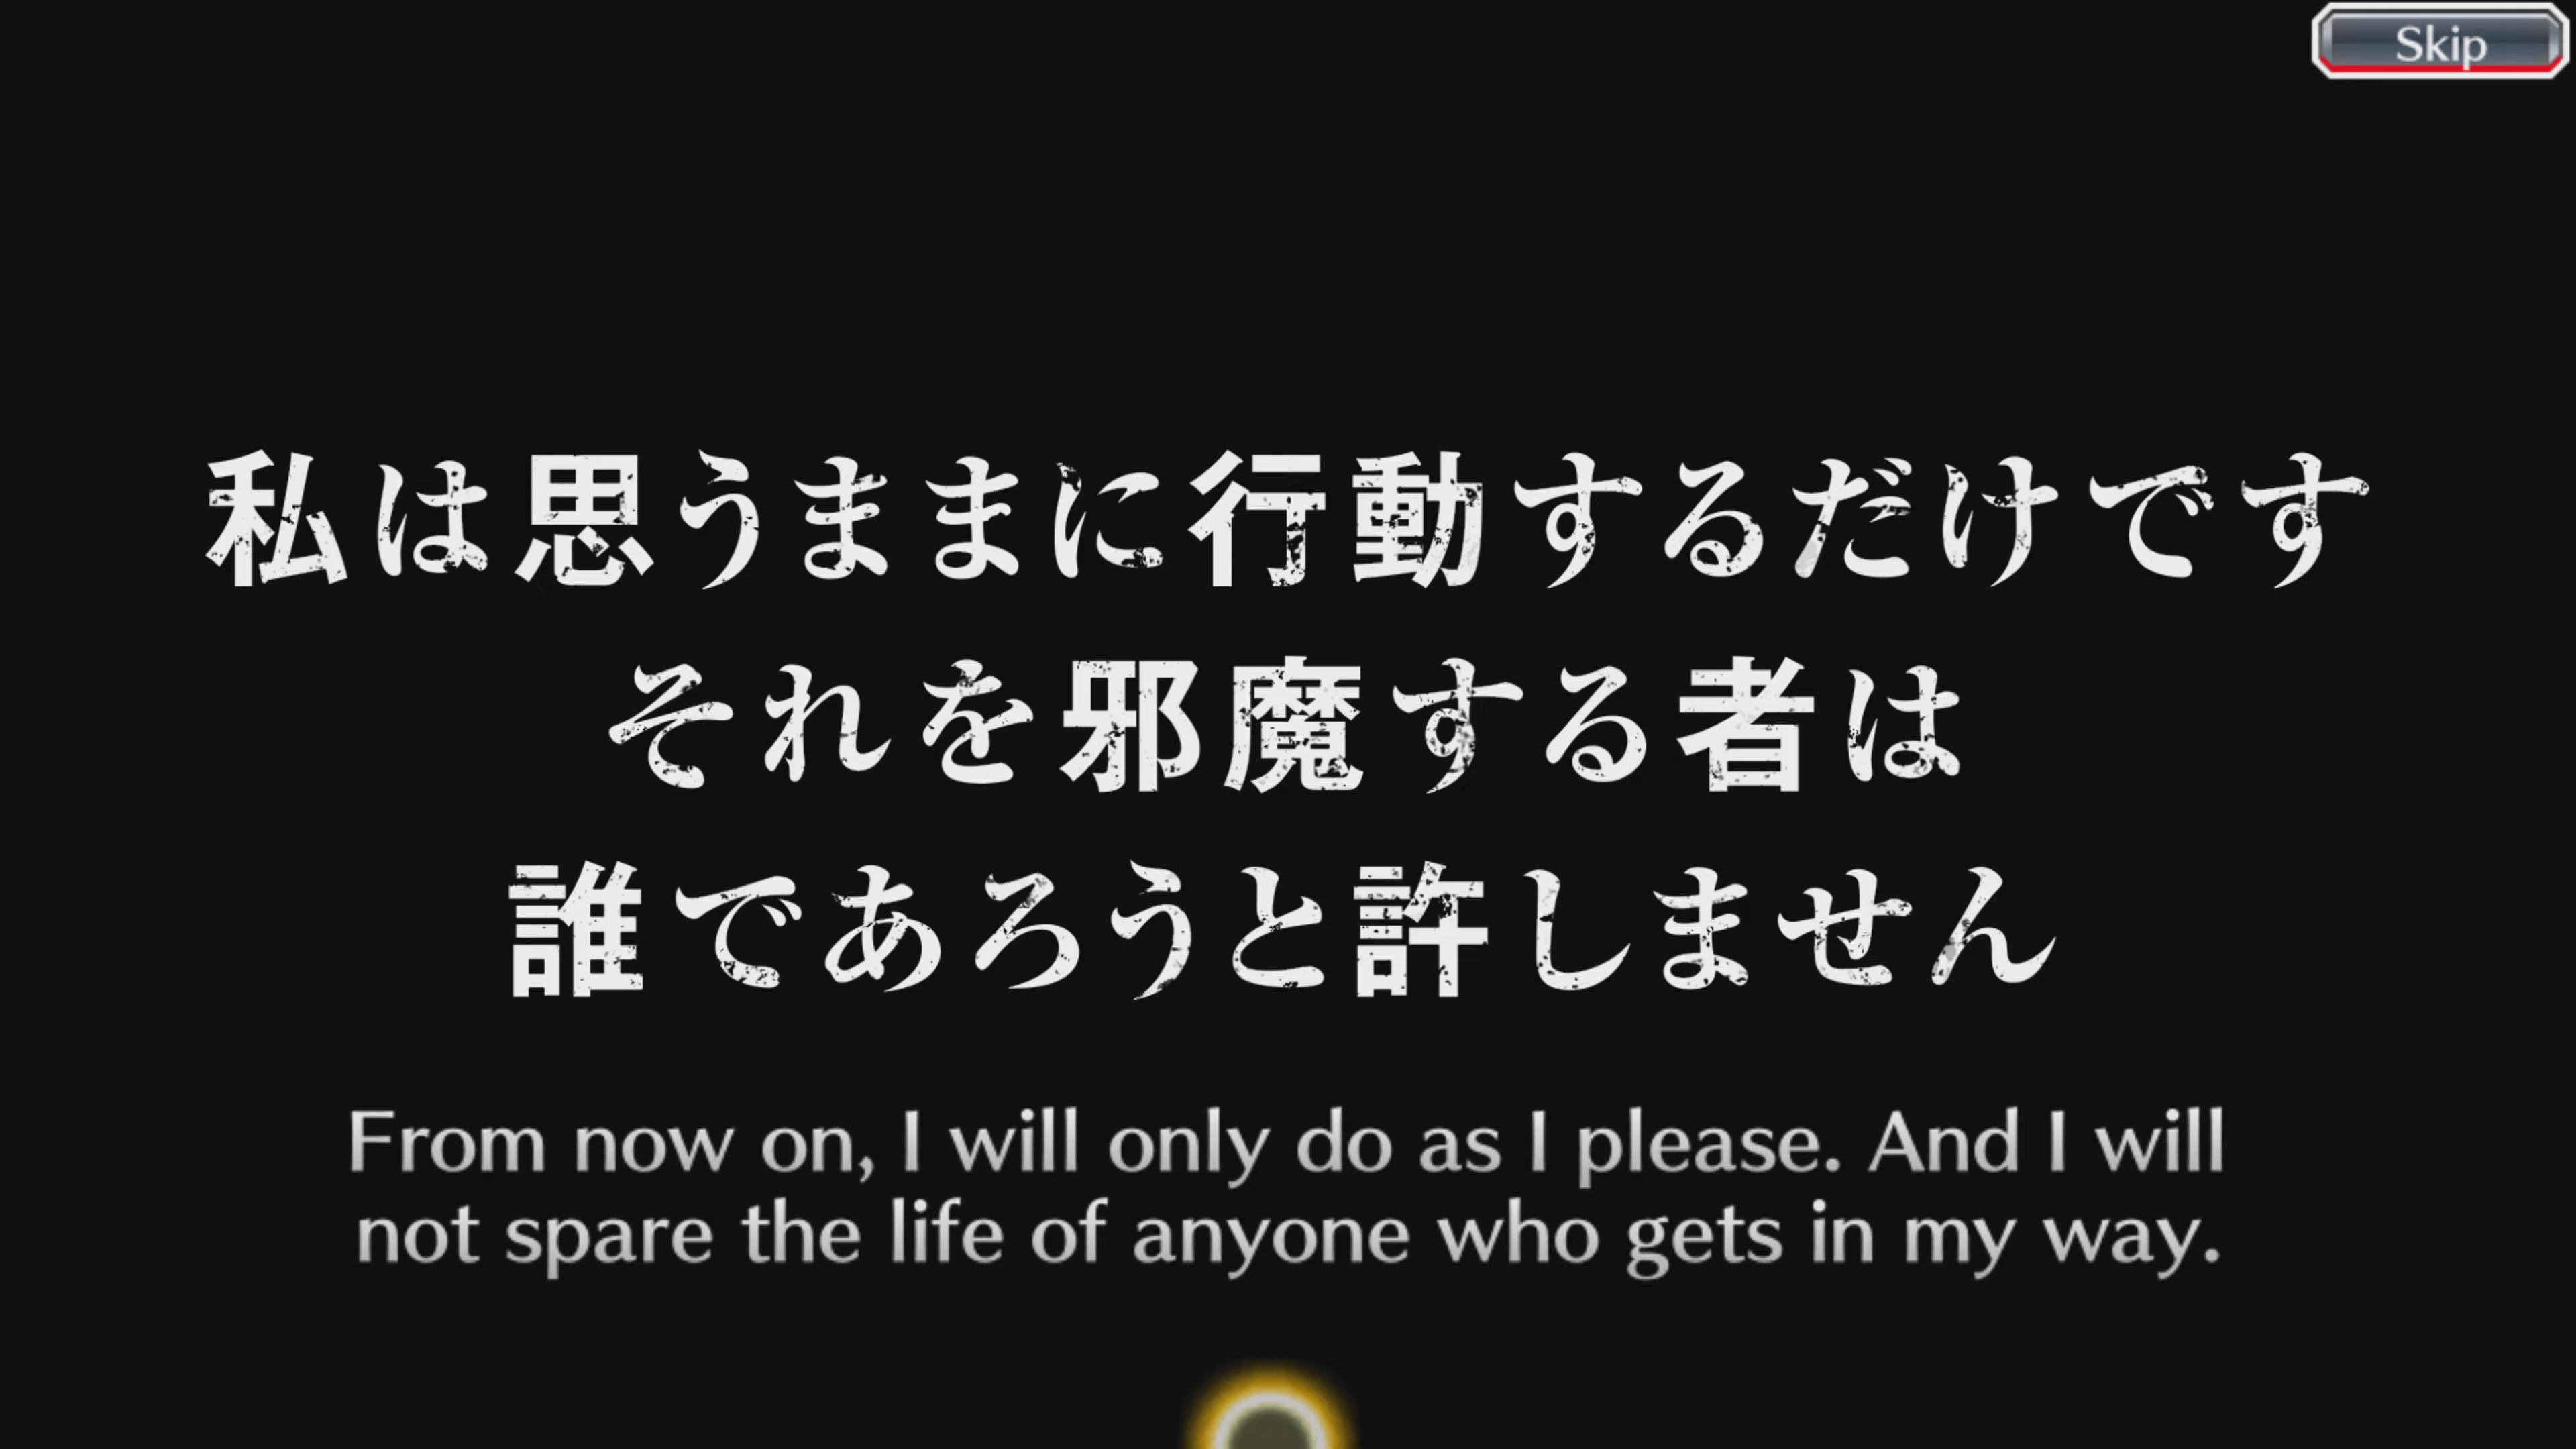 Skip
私は思うままに行動するだけです
それを邪魔する者は
誰であろうと許しません
From now on, I will only do as I please. And I will
not spare the life of anyone who gets in my way.